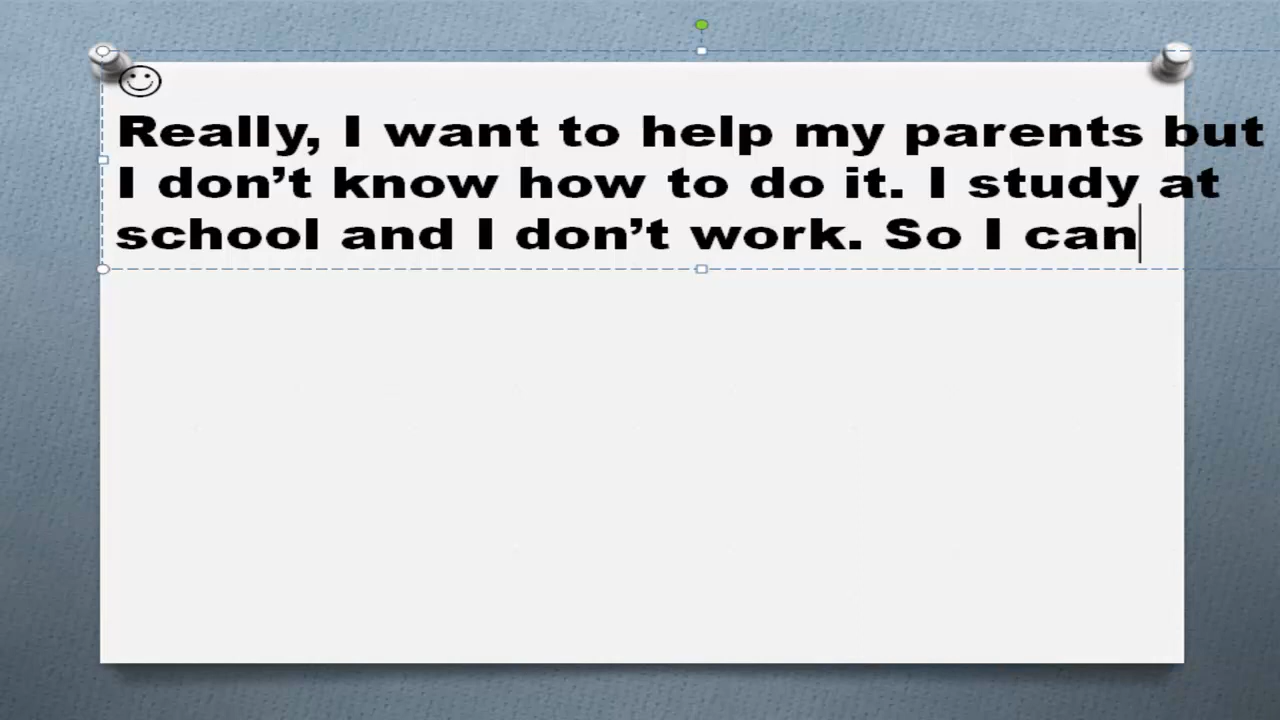 Really, I want to help my parents but
I don’t know how to do it. I study at
school and I don’t work. So I can